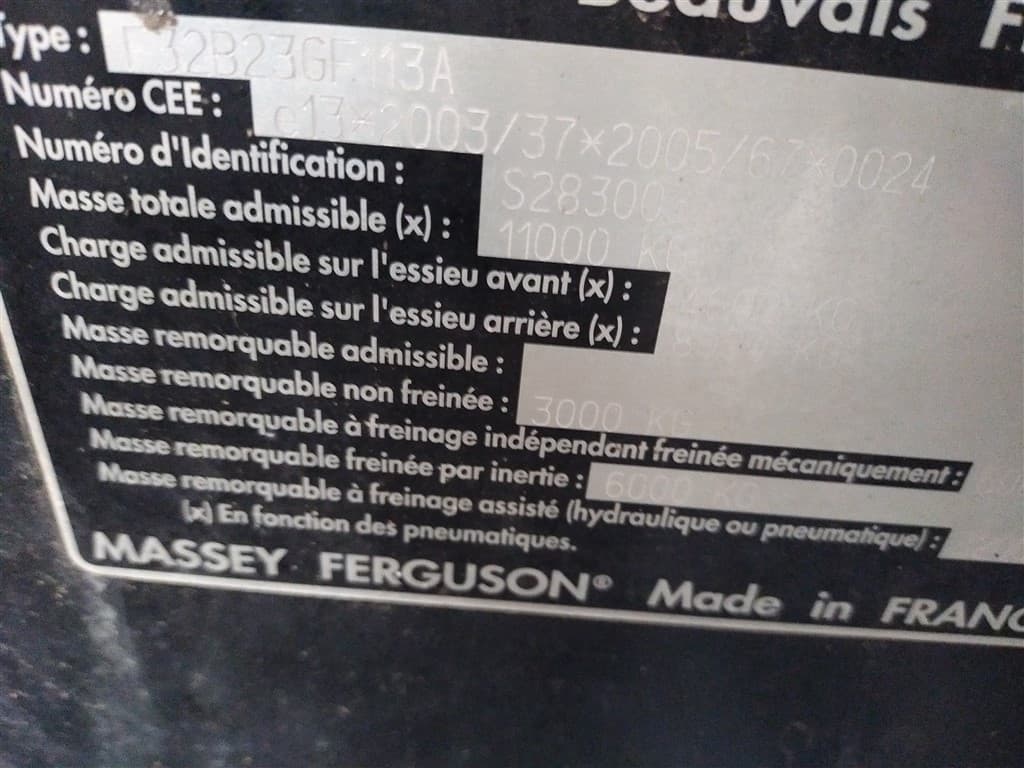 Beauvais
Type : F32B23GF113A
Numéro CEE : e13*2003/37*2005/67*0024
Numéro d'Identification : S28300
Masse totale admissible (x) : 11000 KG
Charge admissible sur l'essieu avant (x) : KG
Charge admissible sur l'essieu arrière (x) :
Masse remorquable admissible :
Masse remorquable non freinée : 3000 KG
Masse remorquable à freinage indépendant freinée mécaniquement :
Masse remorquable freinée par inertie : 6000 KG
Masse remorquable à freinage assisté (hydraulique ou pneumatique) :
(x) En fonction des pneumatiques.
MASSEY FERGUSON® Made in FRANC